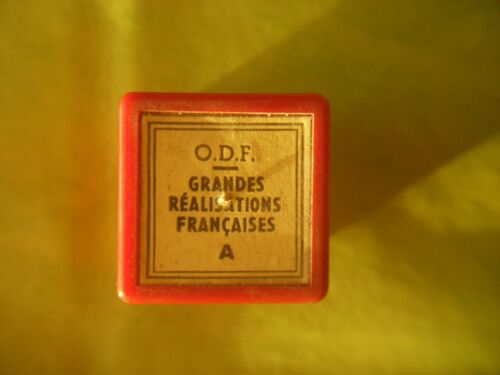 O.D.F.
GRANDES
RÉALISATIONS
FRANÇAISES
A